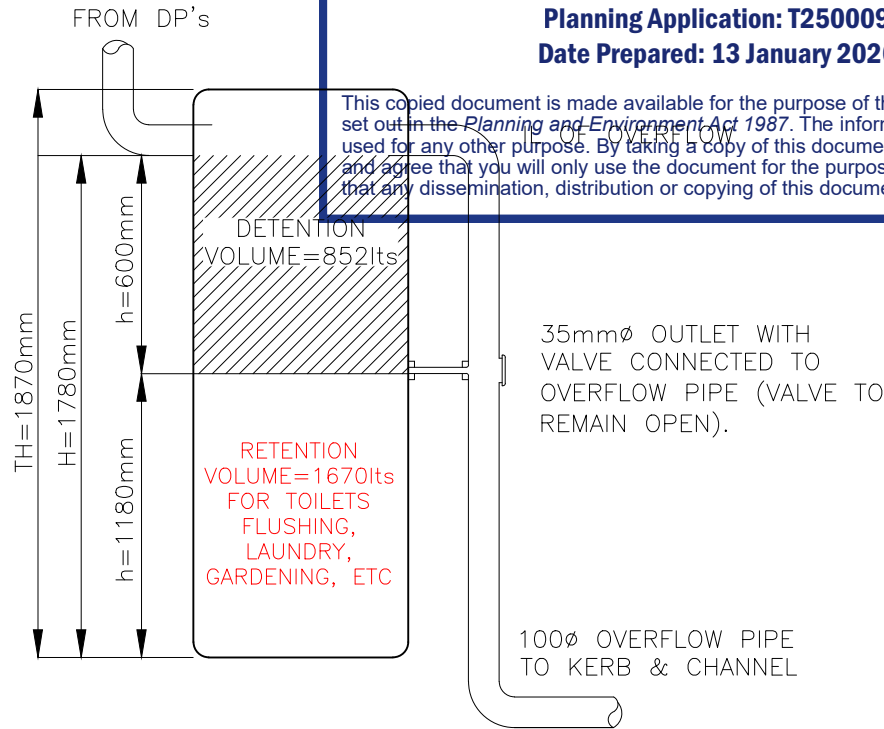 FROM DP's
Planning Application: T250009
Date Prepared: 13 January 2026
This copied document is made available for the purpose of th
set out in the Planning and Environment Act 1987. The inform
used for any other purpose. By taking a copy of this docume
and agree that you will only use the document for the purpos
that any dissemination, distribution or copying of this docume
IL OF OVERFLOW
DETENTION
VOLUME=852lts
TH=1870mm
H=1780mm
h=600mm
h=1180mm
35mmø OUTLET WITH
VALVE CONNECTED TO
OVERFLOW PIPE (VALVE TO
REMAIN OPEN).
RETENTION
VOLUME=1670lts
FOR TOILETS
FLUSHING,
LAUNDRY,
GARDENING, ETC
100ø OVERFLOW PIPE
TO KERB & CHANNEL